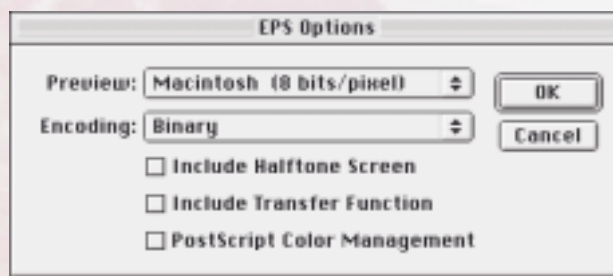 EPS Options
Preview: Macintosh (8 bits/pixel)
OK
Encoding: Binary
Cancel
Include Halftone Screen
Include Transfer Function
PostScript Color Management